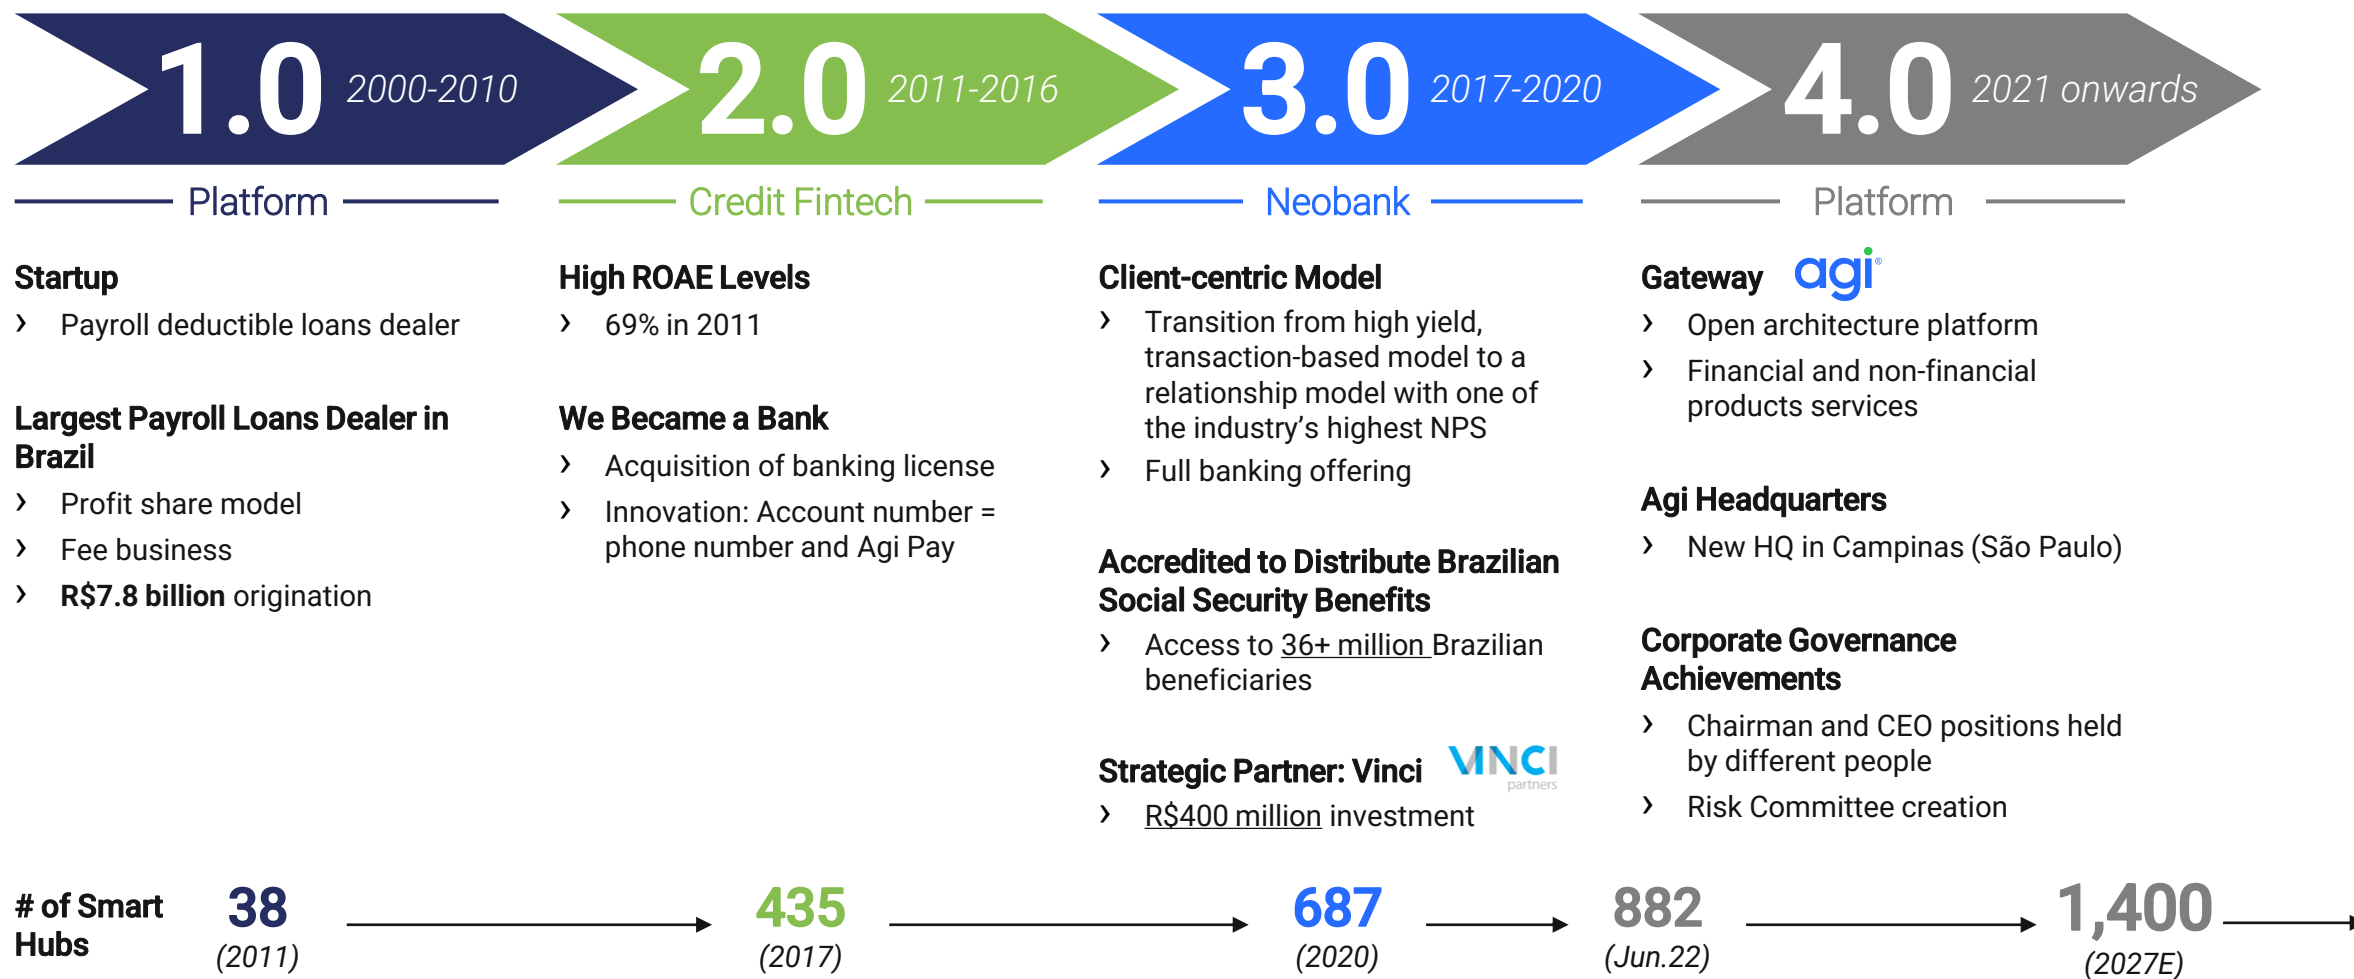 1.0 2000-2010
2.0 2011-2016
3.0 2017-2020
4.0 2021 onwards
Platform
Credit Fintech
Neobank
Platform
Startup
› Payroll deductible loans dealer
Largest Payroll Loans Dealer in
Brazil
› Profit share model
› Fee business
› R$7.8 billion origination
High ROAE Levels
› 69% in 2011
We Became a Bank
› Acquisition of banking license
› Innovation: Account number =
phone number and Agi Pay
Client-centric Model
› Transition from high yield,
transaction-based model to a
relationship model with one of
the industry’s highest NPS
› Full banking offering
Accredited to Distribute Brazilian
Social Security Benefits
› Access to 36+ million Brazilian
beneficiaries
Strategic Partner: Vinci VINCI
partners
› R$400 million investment
Gateway agi®
› Open architecture platform
› Financial and non-financial
products services
Agi Headquarters
› New HQ in Campinas (São Paulo)
Corporate Governance
Achievements
› Chairman and CEO positions held
by different people
› Risk Committee creation
# of Smart
Hubs
38
(2011)
435
(2017)
687
(2020)
882
(Jun.22)
1,400
(2027E)